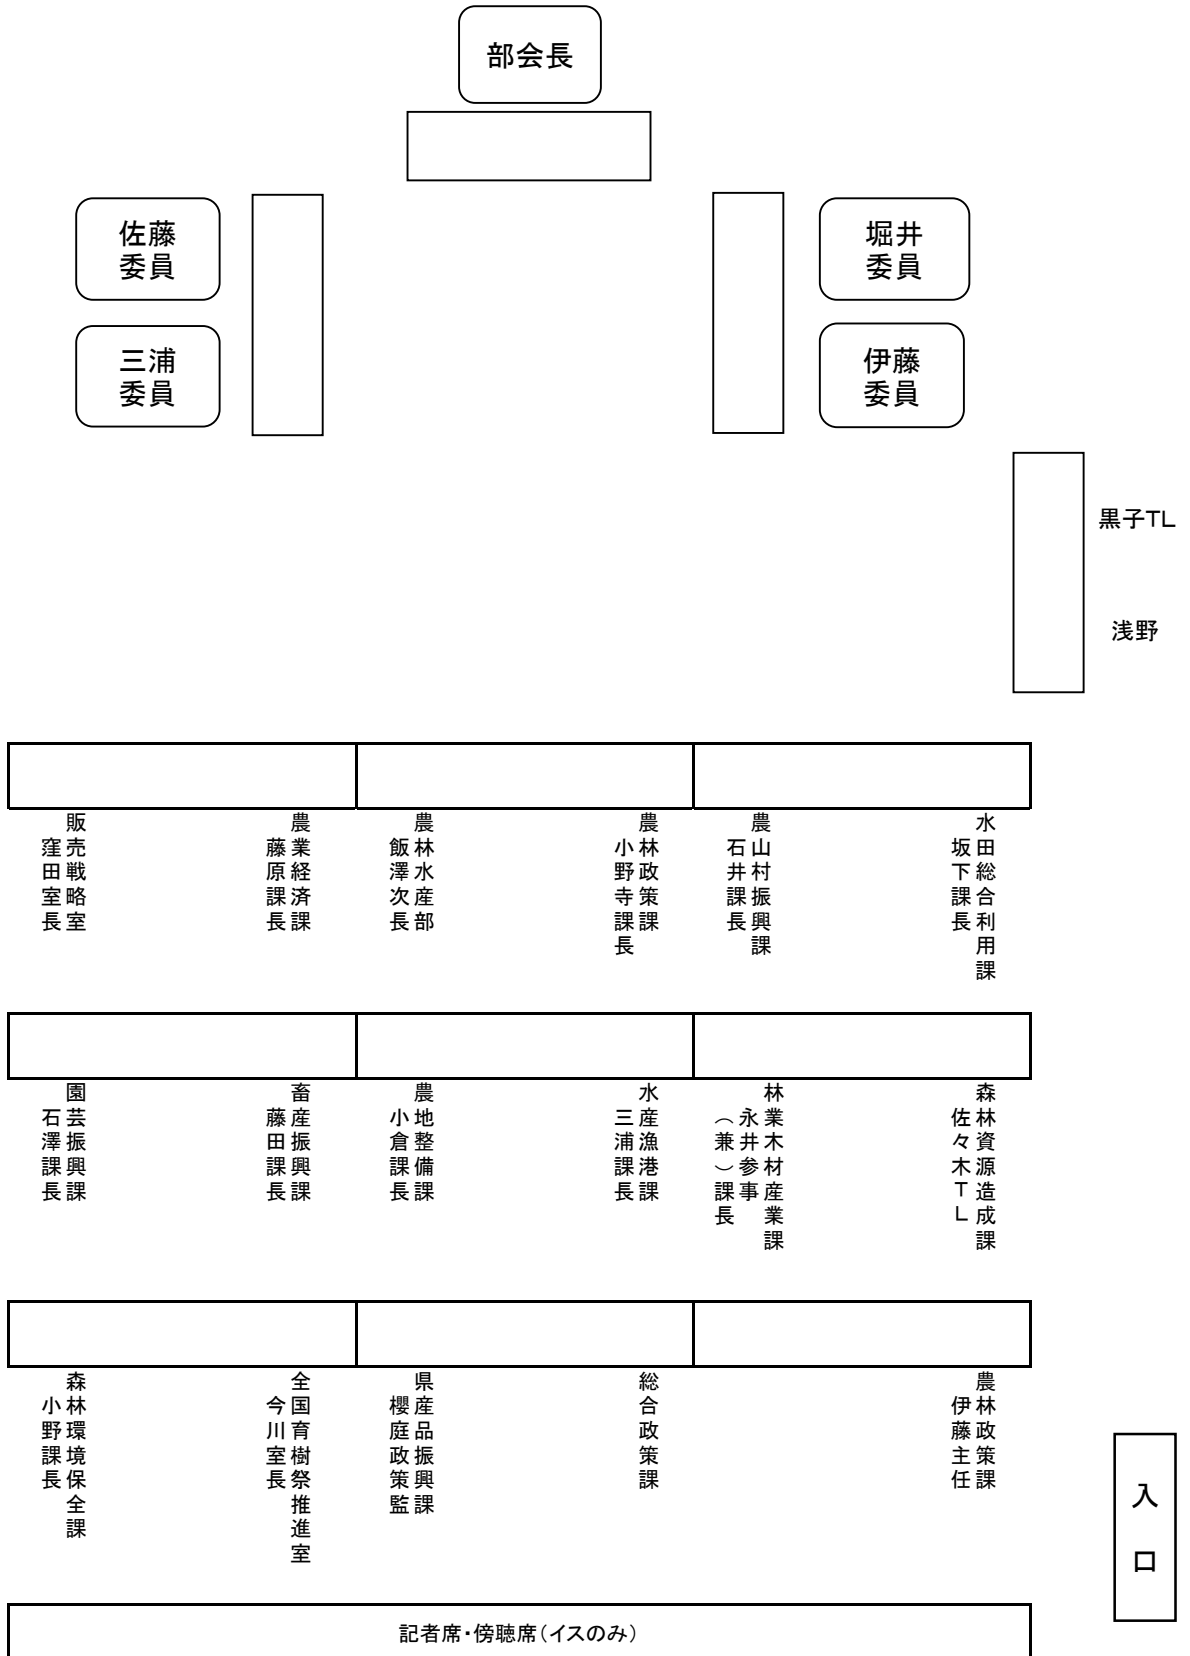 部会長
佐藤
委員
堀井
委員
三浦
委員
伊藤
委員
黒子TL
浅野
販売戦略室
窪田室長
農業経済課
藤原課長
農林水産部
飯澤次長
農林政策課
小野寺課長
農山村振興課
石井課長
水田総合利用課
坂下課長
園芸振興課
石澤課長
畜産振興課
藤田課長
農地整備課
小倉課長
水産漁港課
三浦課長
林業木材産業課
永井参事
（兼）課長
森林資源造成課
佐々木TL
森林環境保全課
小野課長
全国育樹祭推進室
今川室長
県産品振興課
櫻庭政策監
総合政策課
農林政策課
伊藤主任
入口
記者席・傍聴席（イスのみ）